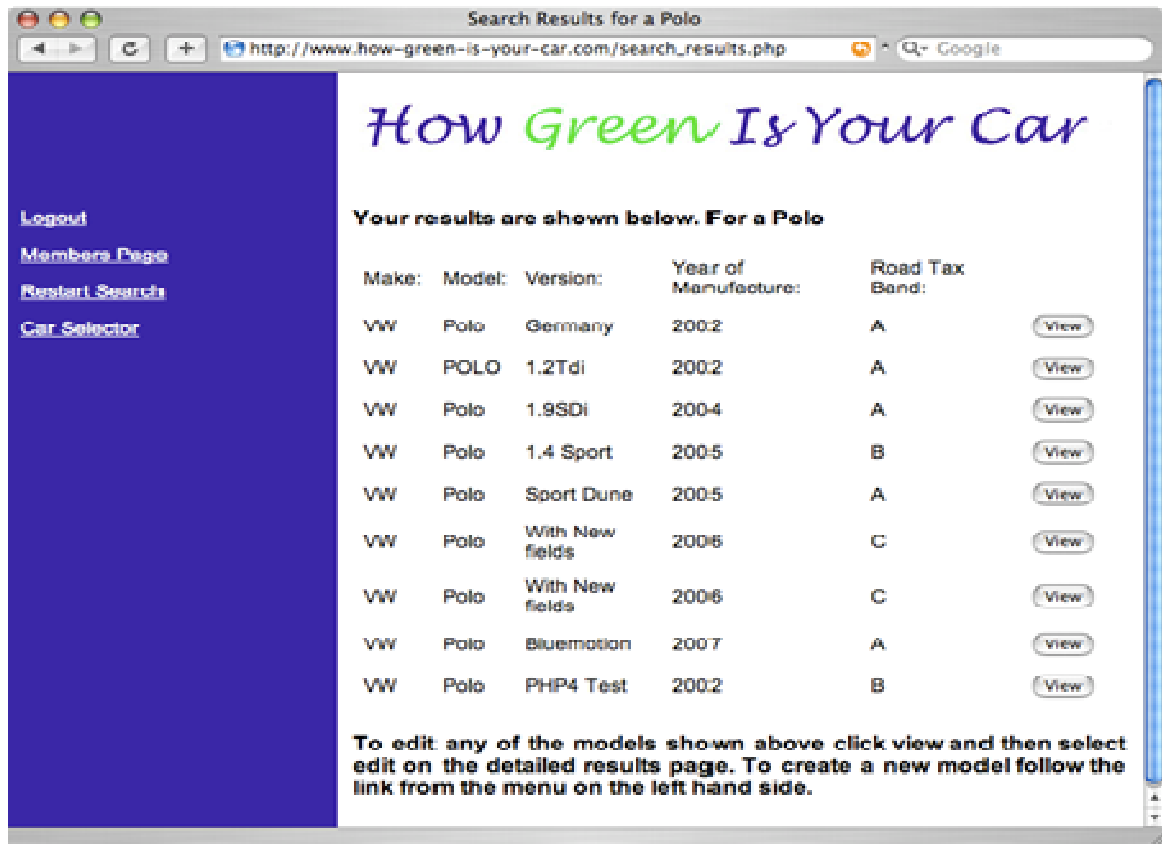 Search Results for a Polo
http://www.how-green-is-your-car.com/search_results.php
Google
How Green Is Your Car
Logout
Members Page
Restart Search
Car Selector
Your results are shown below. For a Polo
Make: Model: Version: Year of Manufacture: Road Tax Band:
VW Polo Germany 2002 A View
VW POLO 1.2Tdi 2002 A View
VW Polo 1.9SDi 2004 A View
VW Polo 1.4 Sport 2005 B View
VW Polo Sport Dune 2005 A View
VW Polo With New fields 2006 C View
VW Polo With New fields 2006 C View
VW Polo Bluemotion 2007 A View
VW Polo PHP4 Test 2002 B View
To edit any of the models shown above click view and then select
edit on the detailed results page. To create a new model follow the
link from the menu on the left hand side.